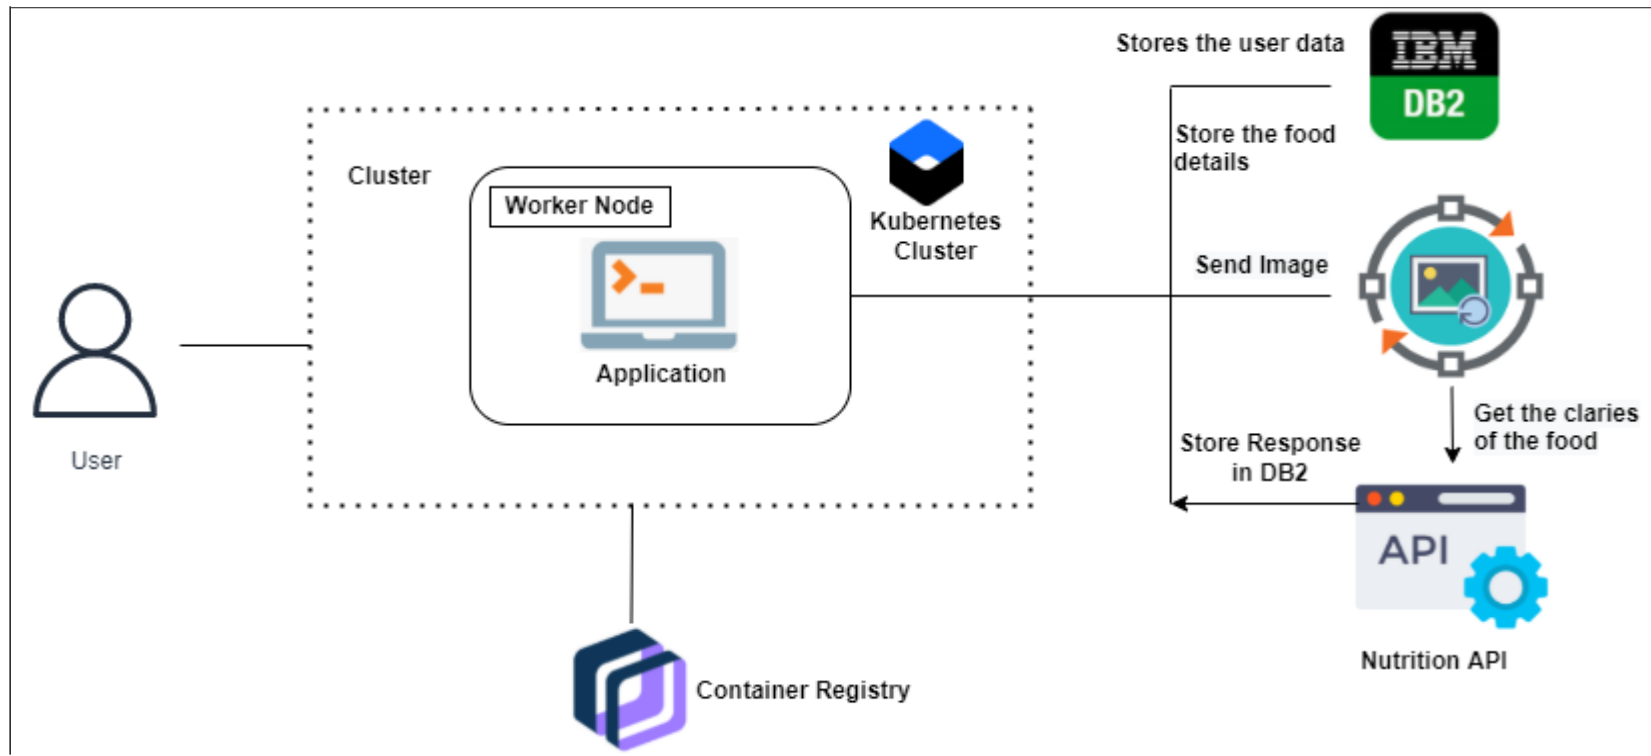 Stores the user data
IBM
DB2
Store the food
details
Cluster
Worker Node
Kubernetes
Cluster
Send Image
Application
User
Get the claries
of the food
Store Response
in DB2
API
Nutrition API
Container Registry